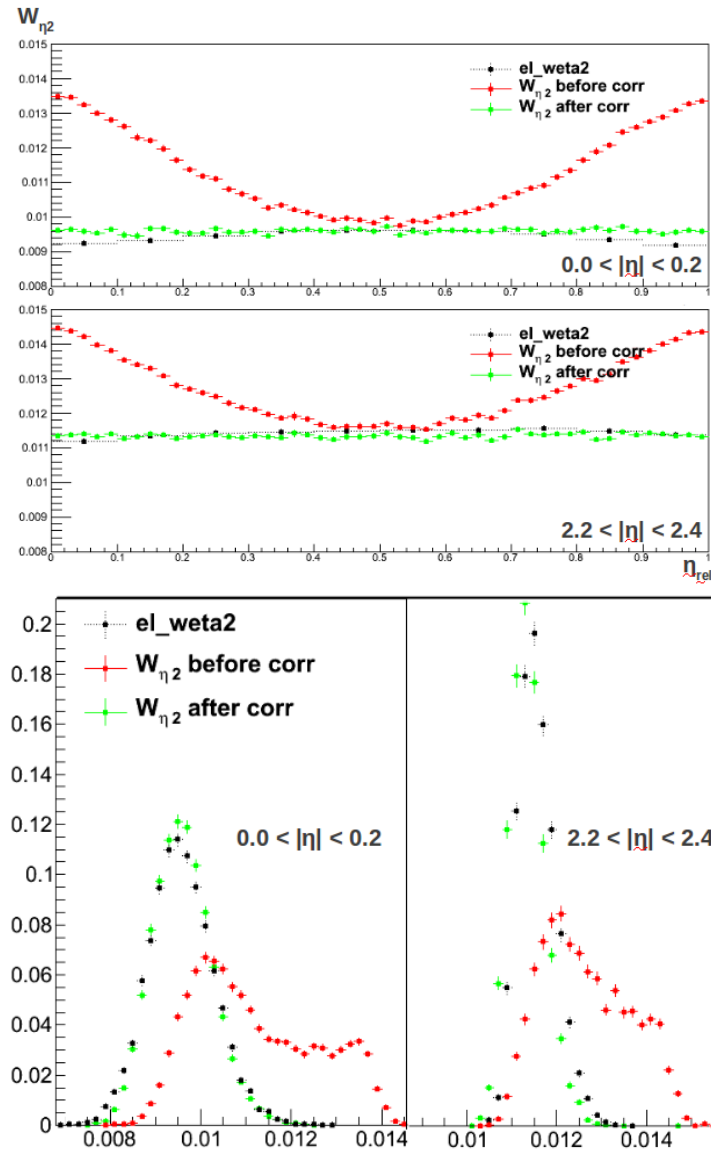 Wη2
0.015
0.014
0.013
0.012
0.011
0.01
0.009
0.008
el_weta2
W η 2 before corr
W η 2 after corr
0.0 < |η| < 0.2
0 0.1 0.2 0.3 0.4 0.5 0.6 0.7 0.8 0.9 1
0.015
0.014
0.013
0.012
0.011
0.01
0.009
0.008
el_weta2
W η 2 before corr
W η 2 after corr
2.2 < |η| < 2.4
0 0.1 0.2 0.3 0.4 0.5 0.6 0.7 0.8 0.9 1
ηrel
0.2
0.18
0.16
0.14
0.12
0.1
0.08
0.06
0.04
0.02
0
el_weta2
W η 2 before corr
W η 2 after corr
0.0 < |η| < 0.2
2.2 < |η| < 2.4
0.008 0.01 0.012 0.014
0.01 0.012 0.014